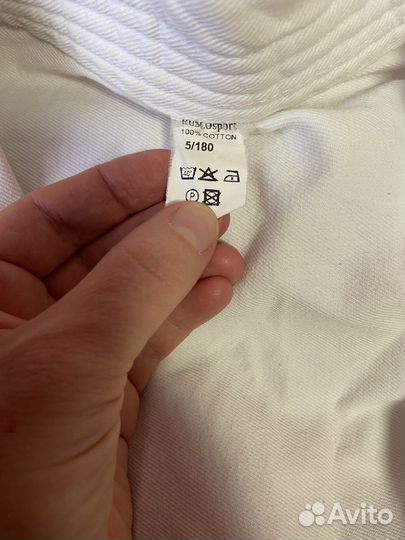 RUSCOsport
100% COTTON
5/180
P
Avito